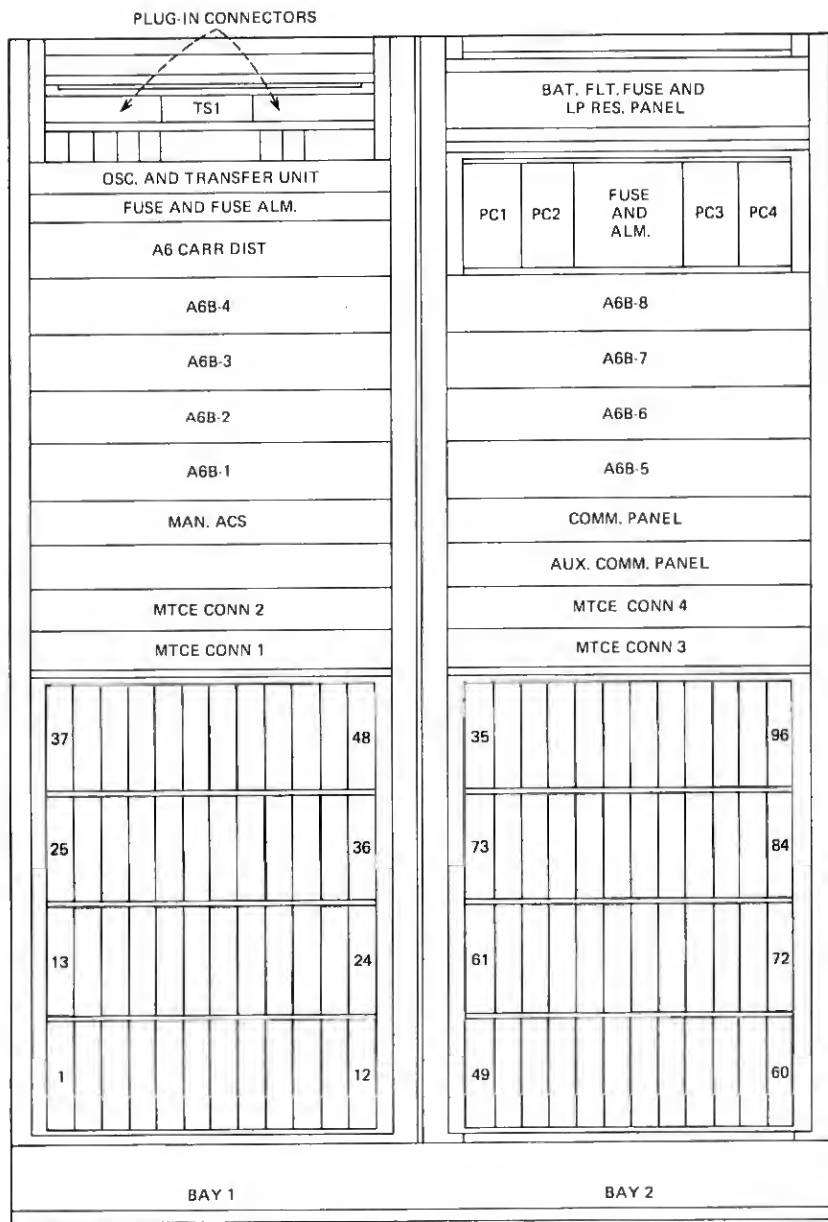 PLUG-IN CONNECTORS
TS1
OSC. AND TRANSFER UNIT
FUSE AND FUSE ALM.
A6 CARR DIST
A6B-4
A6B-3
A6B-2
A6B-1
MAN. ACS
MTCE CONN 2
MTCE CONN 1
37 48
25 36
13 24
1 12
BAY 1
BAT. FLT. FUSE AND
LP RES. PANEL
PC1 PC2
FUSE
AND
ALM.
PC3 PC4
A6B-8
A6B-7
A6B-6
A6B-5
COMM. PANEL
AUX. COMM. PANEL
MTCE CONN 4
MTCE CONN 3
35 96
73 84
61 72
49 60
BAY 2